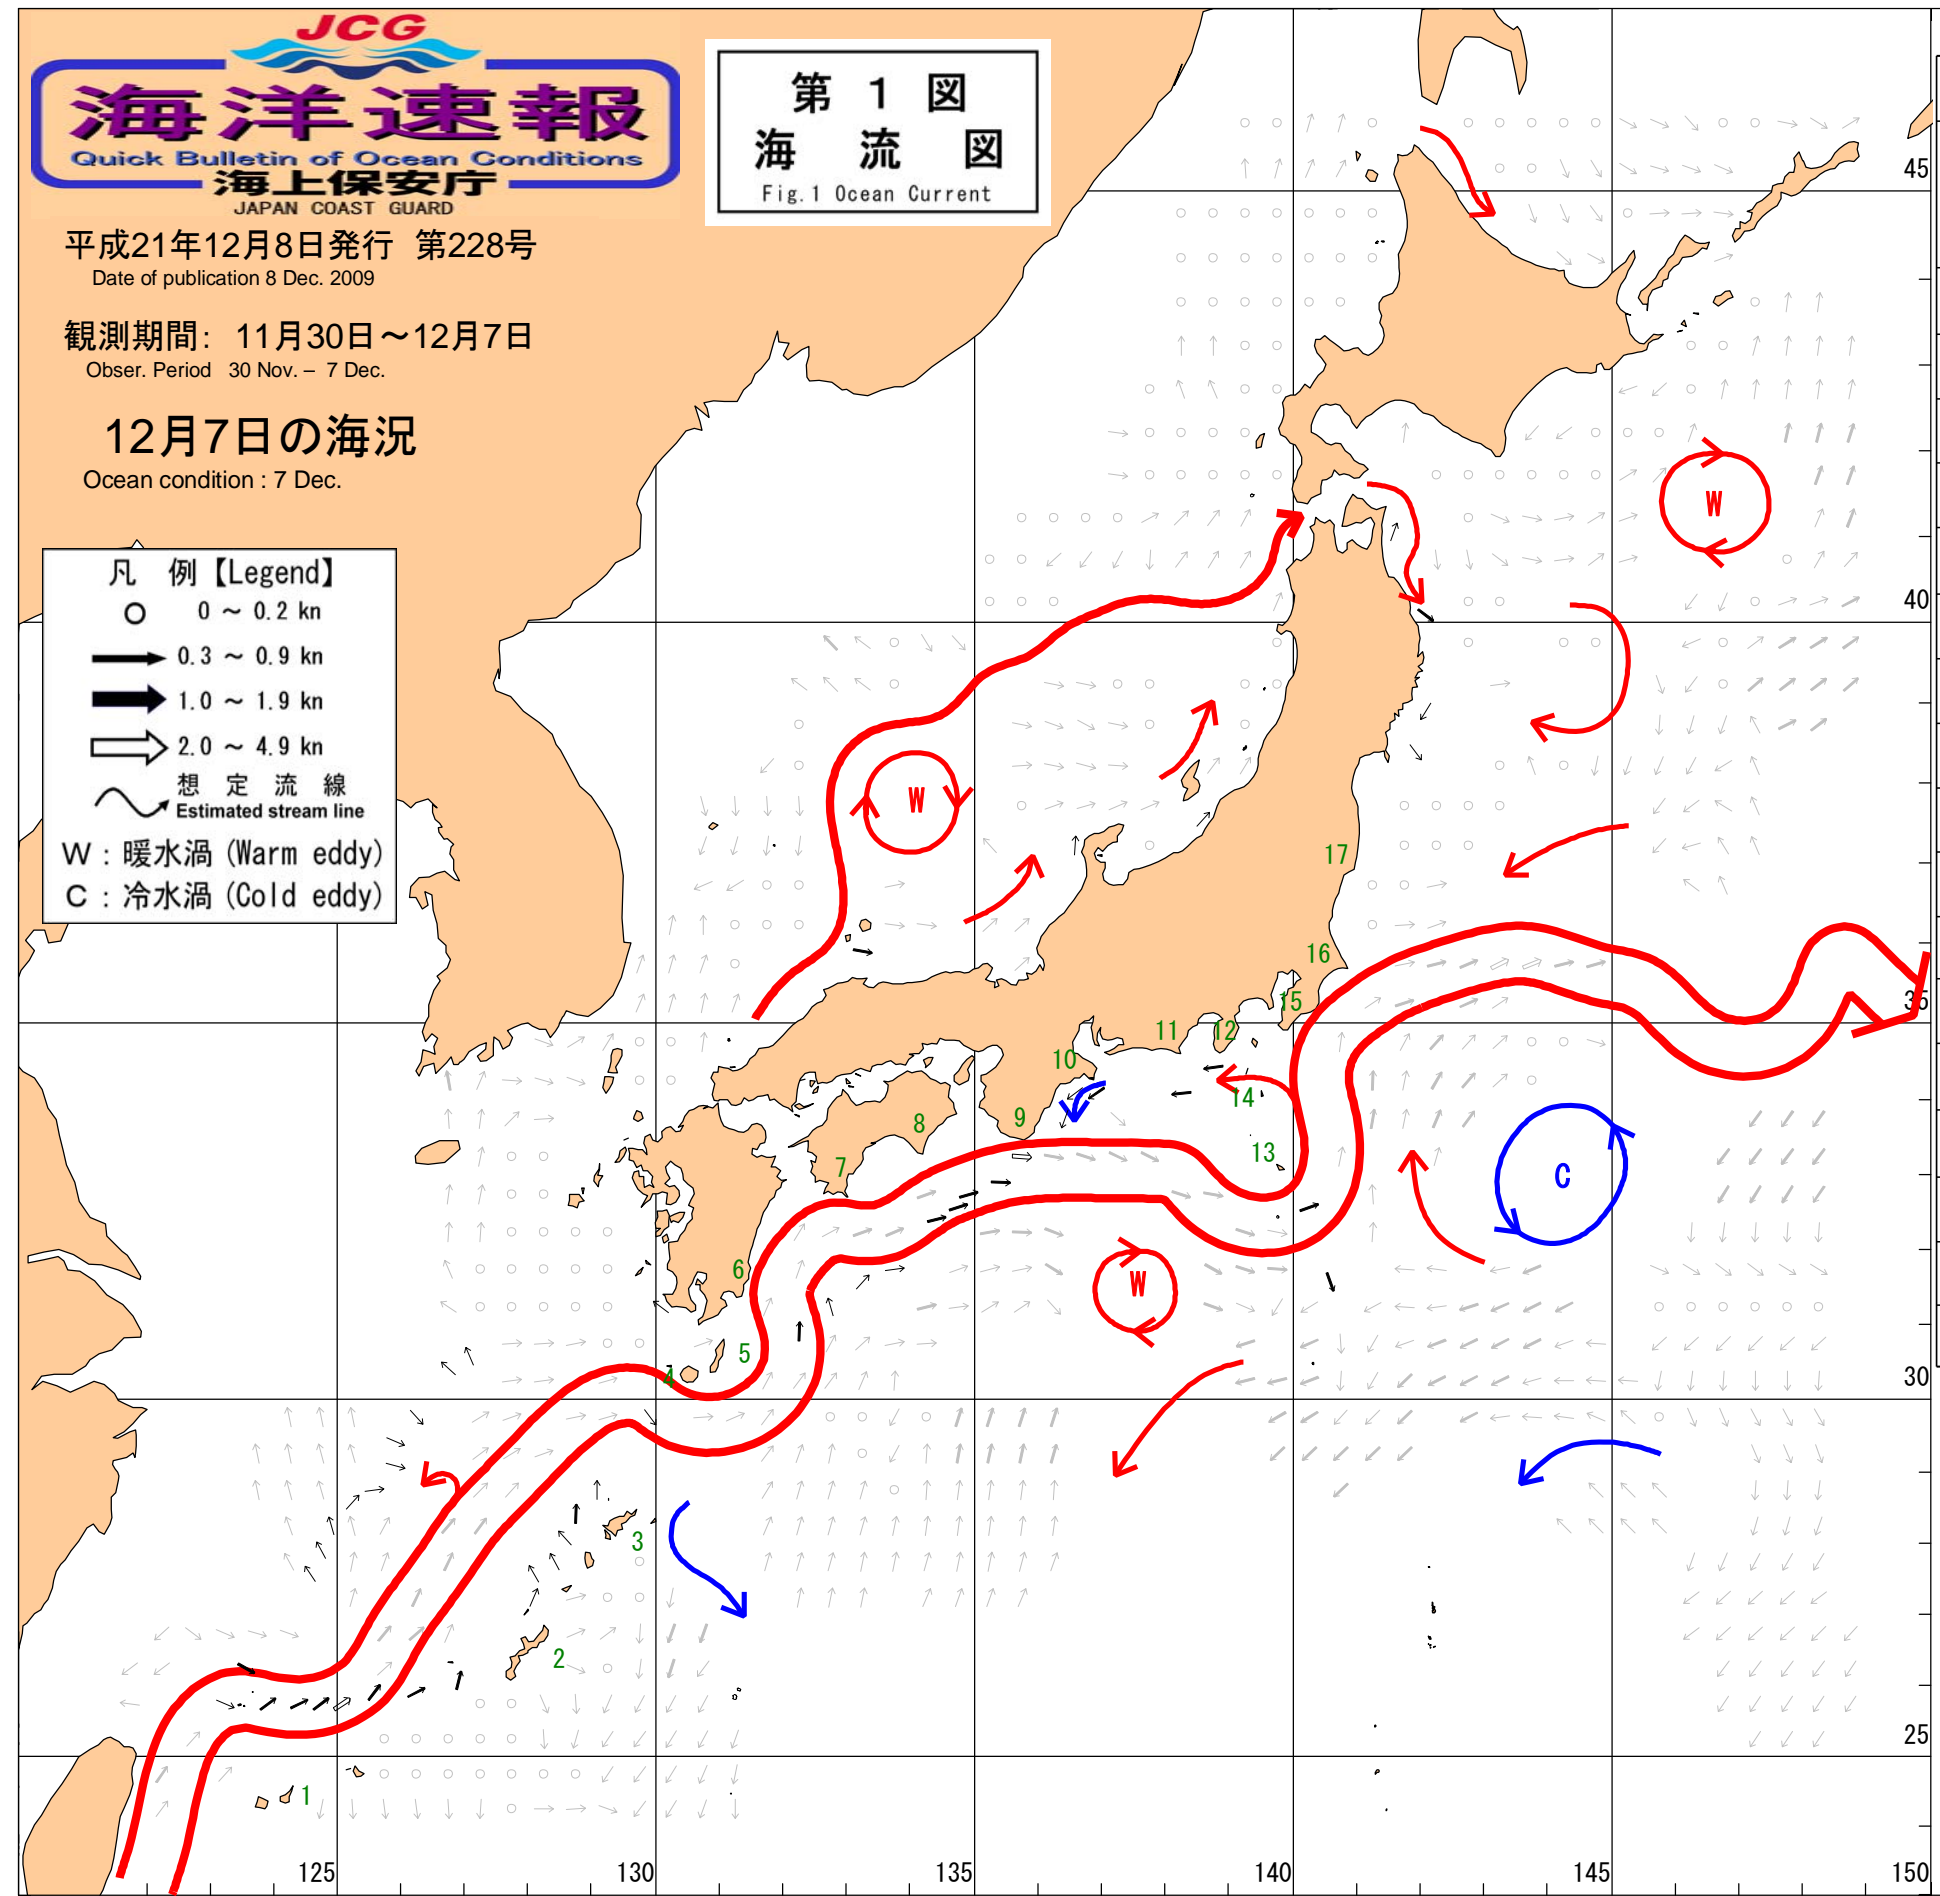 JCG
海洋速報
Quick Bulletin of Ocean Conditions
海上保安庁
JAPAN COAST GUARD
第 1 図
海 流 図
Fig.1 Ocean Current
平成21年12月8日発行 第228号
Date of publication 8 Dec. 2009
観測期間: 11月30日～12月7日
Obser. Period 30 Nov. – 7 Dec.
12月7日の海況
Ocean condition : 7 Dec.
凡 例【Legend】
0 ～ 0.2 kn
0.3 ～ 0.9 kn
1.0 ～ 1.9 kn
2.0 ～ 4.9 kn
想 定 流 線
Estimated stream line
W : 暖水渦 (Warm eddy)
C : 冷水渦 (Cold eddy)
45
W
40
W
17
16
15
35
12
11
10
14
9
8
13
7
C
6
W
5
4
30
3
2
25
1
125
130
135
140
145
150